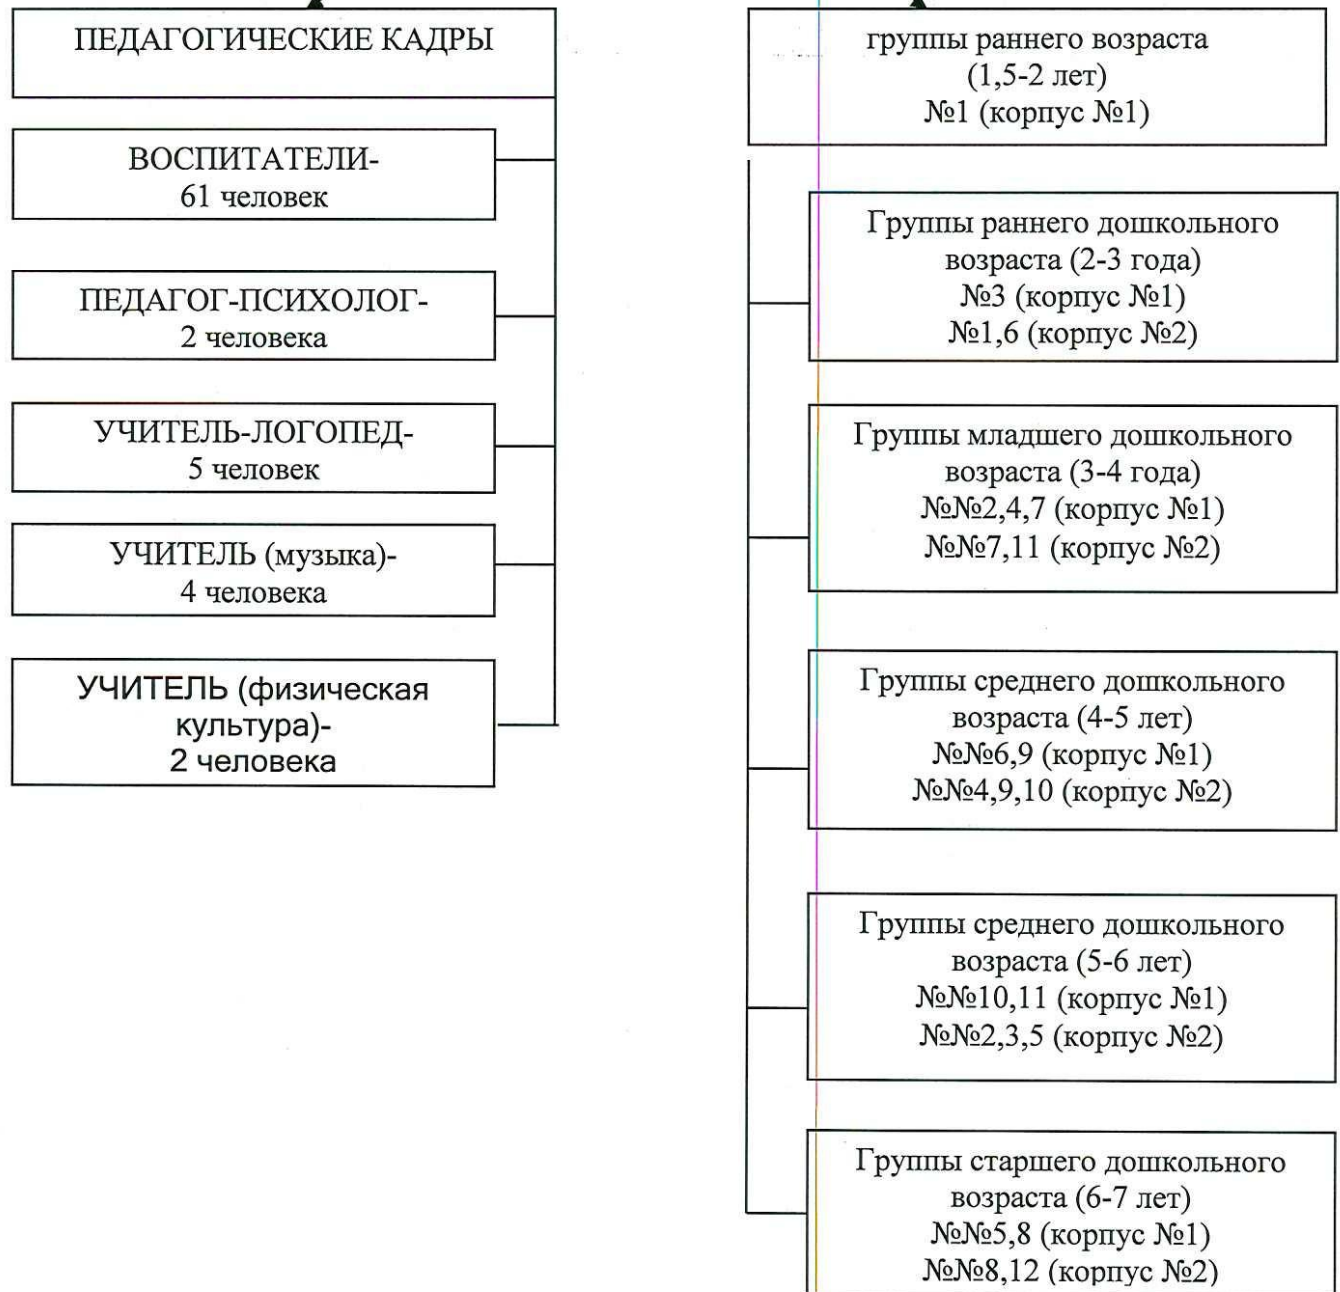 ПЕДАГОГИЧЕСКИЕ КАДРЫ
ВОСПИТАТЕЛИ-
61 человек
ПЕДАГОГ-ПСИХОЛОГ-
2 человека
УЧИТЕЛЬ-ЛОГОПЕД-
5 человек
УЧИТЕЛЬ (музыка)-
4 человека
УЧИТЕЛЬ (физическая
культура)-
2 человека
группы раннего возраста
(1,5-2 лет)
№1 (корпус №1)
Группы раннего дошкольного
возраста (2-3 года)
№3 (корпус №1)
№1,6 (корпус №2)
Группы младшего дошкольного
возраста (3-4 года)
№№2,4,7 (корпус №1)
№№7,11 (корпус №2)
Группы среднего дошкольного
возраста (4-5 лет)
№№6,9 (корпус №1)
№№4,9,10 (корпус №2)
Группы среднего дошкольного
возраста (5-6 лет)
№№10,11 (корпус №1)
№№2,3,5 (корпус №2)
Группы старшего дошкольного
возраста (6-7 лет)
№№5,8 (корпус №1)
№№8,12 (корпус №2)